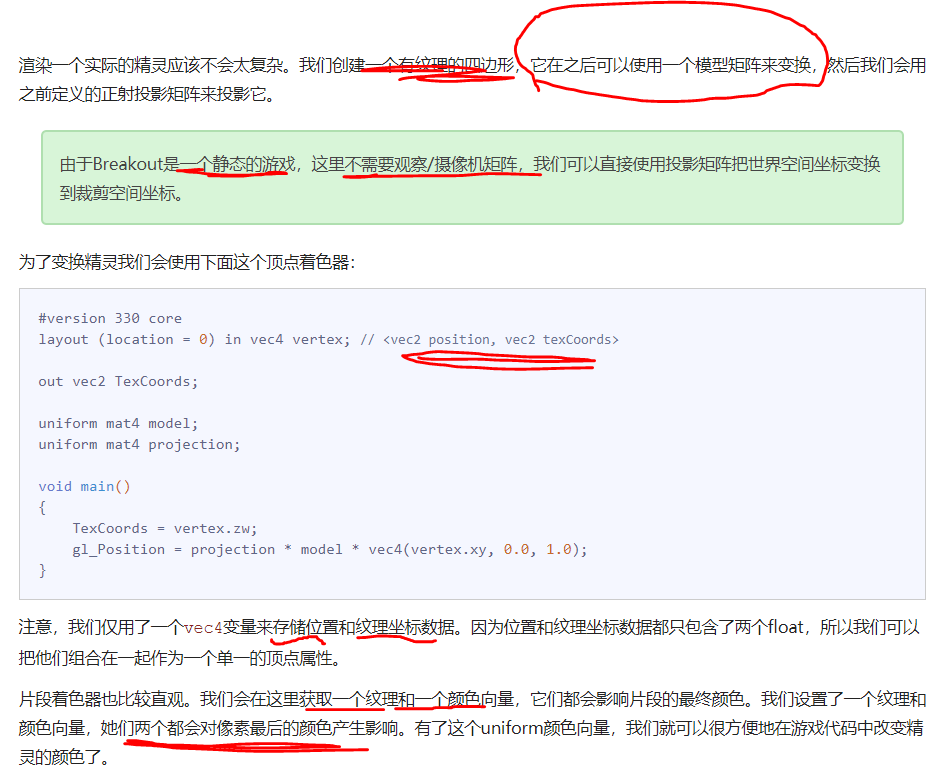 渲染一个实际的精灵应该不会太复杂。我们创建一个有纹理的四边形，它在之后可以使用一个模型矩阵来变换，然后我们会用
之前定义的正射投影矩阵来投影它。
由于Breakout是一个静态的游戏，这里不需要观察/摄像机矩阵，我们可以直接使用投影矩阵把世界空间坐标变换
到裁剪空间坐标。
为了变换精灵我们会使用下面这个顶点着色器：
#version 330 core
layout (location = 0) in vec4 vertex; // <vec2 position, vec2 texCoords>
out vec2 TexCoords;
uniform mat4 model;
uniform mat4 projection;
void main()
{
    TexCoords = vertex.zw;
    gl_Position = projection * model * vec4(vertex.xy, 0.0, 1.0);
}
注意，我们仅用了一个vec4变量来存储位置和纹理坐标数据。因为位置和纹理坐标数据都只包含了两个float，所以我们可以
把他们组合在一起作为一个单一的顶点属性。
片段着色器也比较直观。我们会在这里获取一个纹理和一个颜色向量，它们都会影响片段的最终颜色。我们设置了一个纹理和
颜色向量，她们两个都会对像素最后的颜色产生影响。有了这个uniform颜色向量，我们就可以很方便地在游戏代码中改变精
灵的颜色了。